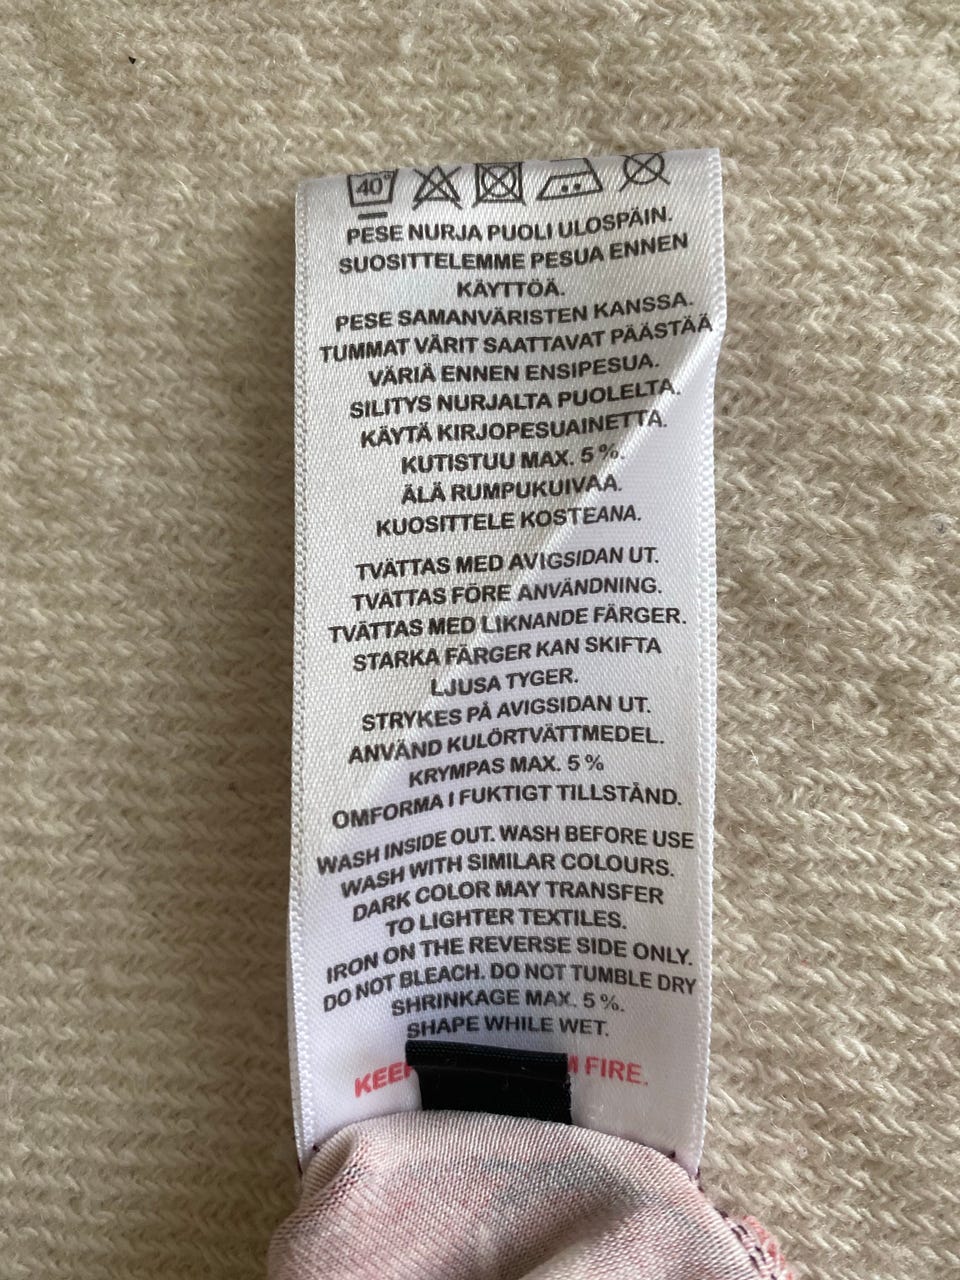 40°
PESE NURJA PUOLI ULOSPÄIN.
SUOSITTELEMME PESUA ENNEN
KÄYTTÖÄ.
PESE SAMANVÄRISTEN KANSSA.
TUMMAT VÄRIT SAATTAVAT PÄÄSTÄÄ
VÄRIÄ ENNEN ENSIPESUA.
SILITYS NURJALTA PUOLELTA.
KÄYTÄ KIRJOPESUAINETTA.
KUTISTUU MAX. 5 %.
ÄLÄ RUMPUKUIVAA.
KUOSITTELE KOSTEANA.
TVÄTTAS MED AVIGSIDAN UT.
TVÄTTAS FÖRE ANVÄNDNING.
TVÄTTAS MED LIKNANDE FÄRGER.
STARKA FÄRGER KAN SKIFTA
LJUSA TYGER.
STRYKES PÅ AVIGSIDAN UT.
ANVÄND KULÖRTVÄTTMEDEL.
KRYMPAS MAX. 5 %
OMFORMA I FUKTIGT TILLSTÅND.
WASH INSIDE OUT. WASH BEFORE USE
WASH WITH SIMILAR COLOURS.
DARK COLOR MAY TRANSFER
TO LIGHTER TEXTILES.
IRON ON THE REVERSE SIDE ONLY.
DO NOT BLEACH. DO NOT TUMBLE DRY
SHRINKAGE MAX. 5 %.
SHAPE WHILE WET.
KEEP FIRE.